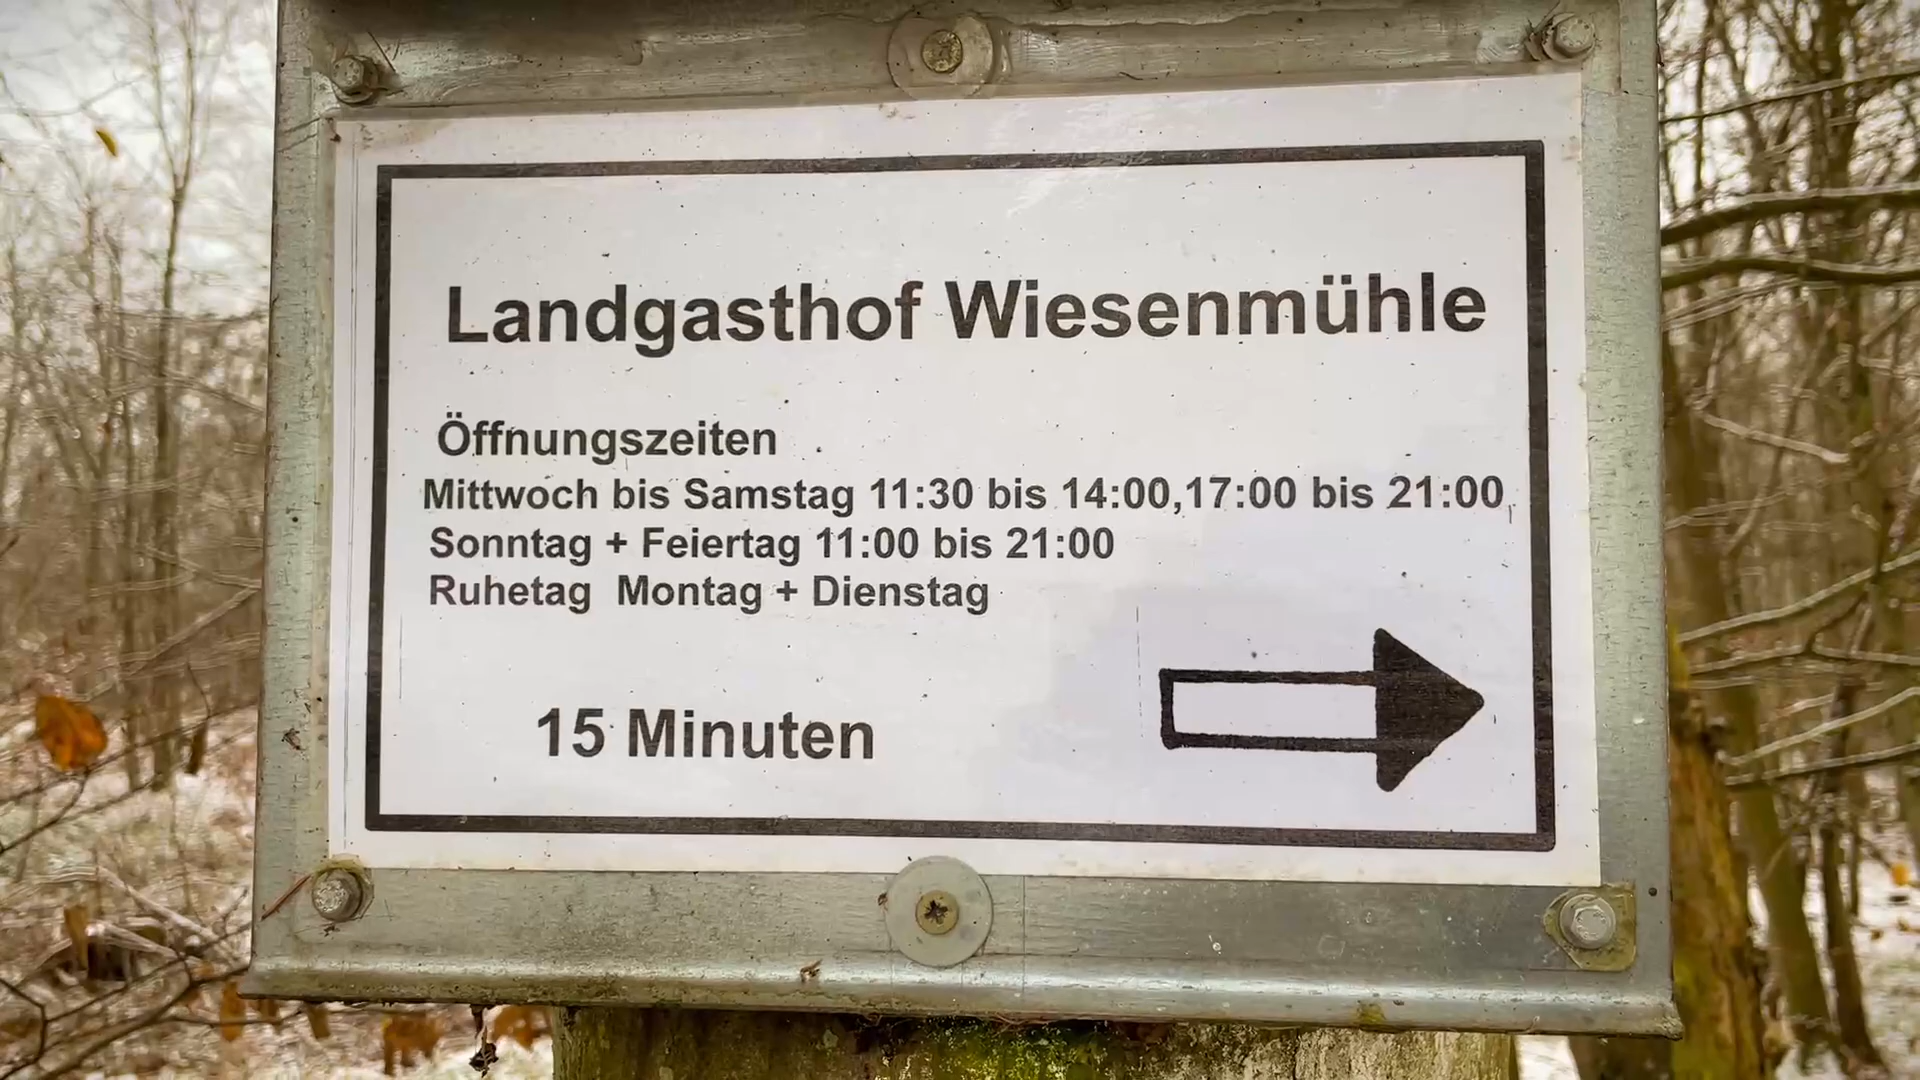 Landgasthof Wiesenmühle
Öffnungszeiten
Mittwoch bis Samstag 11:30 bis 14:00,17:00 bis 21:00
Sonntag + Feiertag 11:00 bis 21:00
Ruhetag Montag + Dienstag
15 Minuten